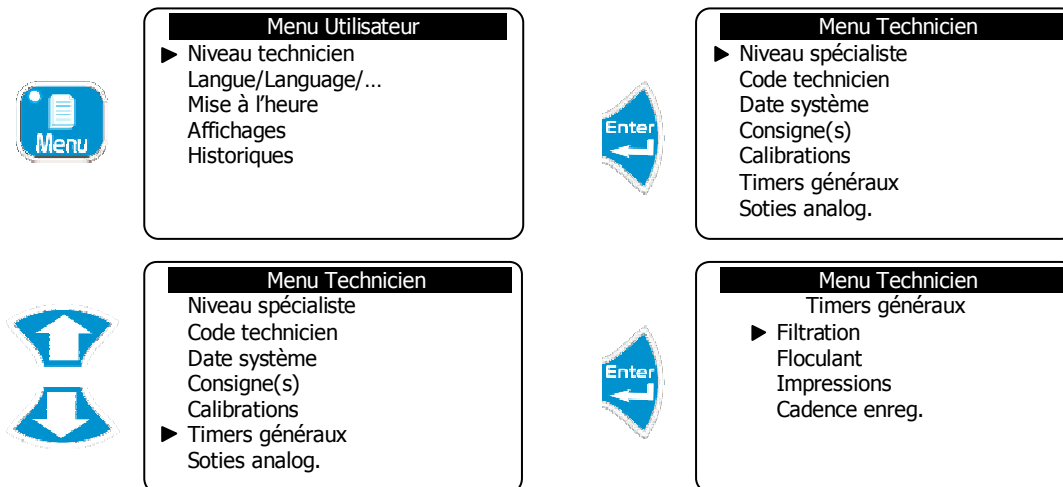 Menu
Menu Utilisateur
Niveau technicien
Langue/Language/…
Mise à l'heure
Affichages
Historiques
Enter
Menu Technicien
Niveau spécialiste
Code technicien
Date système
Consigne(s)
Calibrations
Timers généraux
Soties analog.
Menu Technicien
Niveau spécialiste
Code technicien
Date système
Consigne(s)
Calibrations
Timers généraux
Soties analog.
Enter
Menu Technicien
Timers généraux
Filtration
Floculant
Impressions
Cadence enreg.